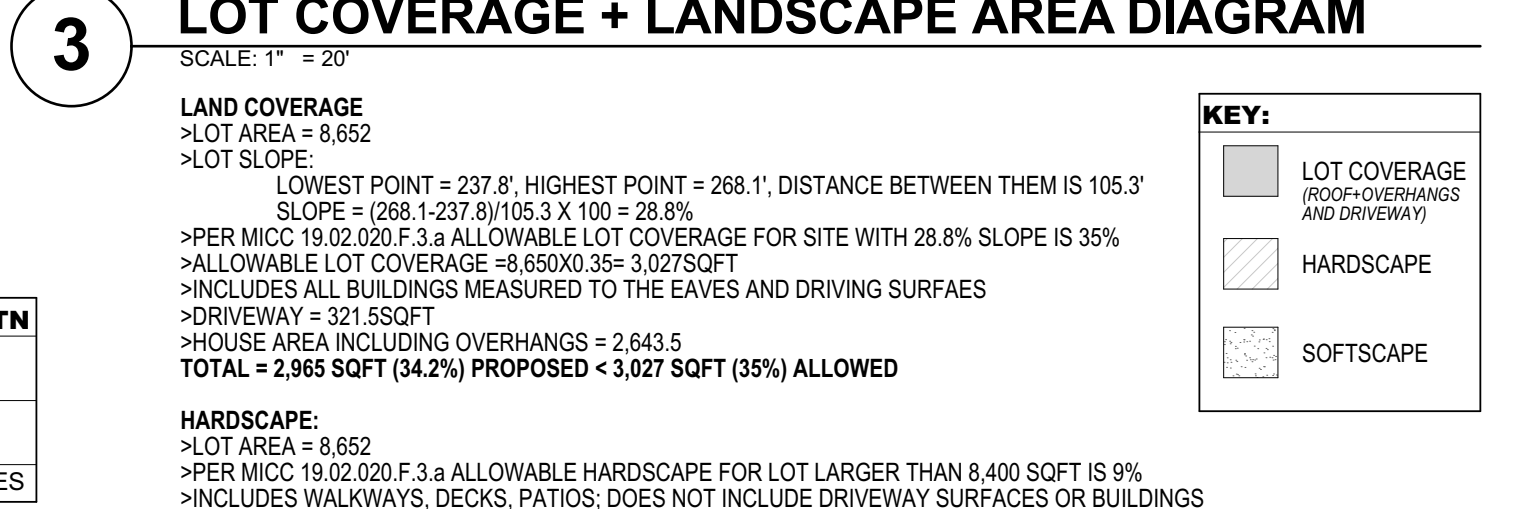 3
LOT COVERAGE + LANDSCAPE AREA DIAGRAM
SCALE: 1" = 20'
LAND COVERAGE
>LOT AREA = 8,652
>LOT SLOPE:
LOWEST POINT = 237.8', HIGHEST POINT = 268.1', DISTANCE BETWEEN THEM IS 105.3'
SLOPE = (268.1-237.8)/105.3 X 100 = 28.8%
>PER MICC 19.02.020.F.3.a ALLOWABLE LOT COVERAGE FOR SITE WITH 28.8% SLOPE IS 35%
>ALLOWABLE LOT COVERAGE =8,650X0.35= 3,027SQFT
>INCLUDES ALL BUILDINGS MEASURED TO THE EAVES AND DRIVING SURFAES
>DRIVEWAY = 321.5SQFT
>HOUSE AREA INCLUDING OVERHANGS = 2,643.5
TOTAL = 2,965 SQFT (34.2%) PROPOSED < 3,027 SQFT (35%) ALLOWED
HARDSCAPE:
>LOT AREA = 8,652
>PER MICC 19.02.020.F.3.a ALLOWABLE HARDSCAPE FOR LOT LARGER THAN 8,400 SQFT IS 9%
>INCLUDES WALKWAYS, DECKS, PATIOS; DOES NOT INCLUDE DRIVEWAY SURFACES OR BUILDINGS
KEY:
LOT COVERAGE
(ROOF+OVERHANGS
AND DRIVEWAY)
HARDSCAPE
SOFTSCAPE
TN
ES